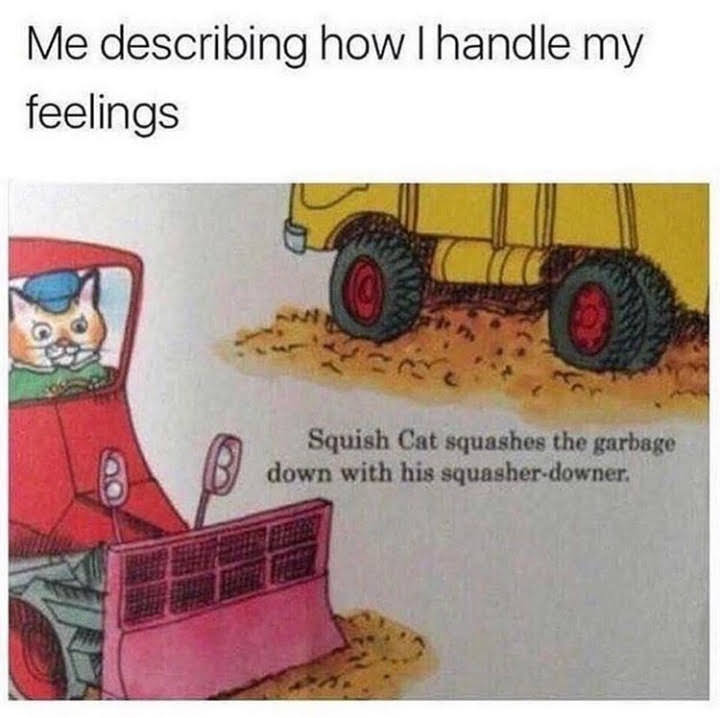 Me describing how I handle my
feelings
Squish Cat squashes the garbage
down with his squasher-downer.